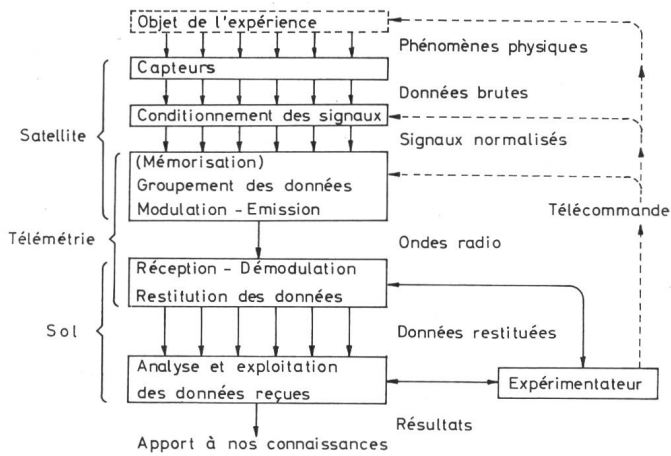 Objet de l'expérience
Phénomènes physiques
Capteurs
Données brutes
Conditionnement des signaux
Satellite
Signaux normalisés
(Mémorisation)
Groupement des données
Modulation - Emission
Télécommande
Télémétrie
Ondes radio
Réception - Démodulation
Restitution des données
Sol
Données restituées
Analyse et exploitation
des données reçues
Expérimentateur
Résultats
Apport à nos connaissances